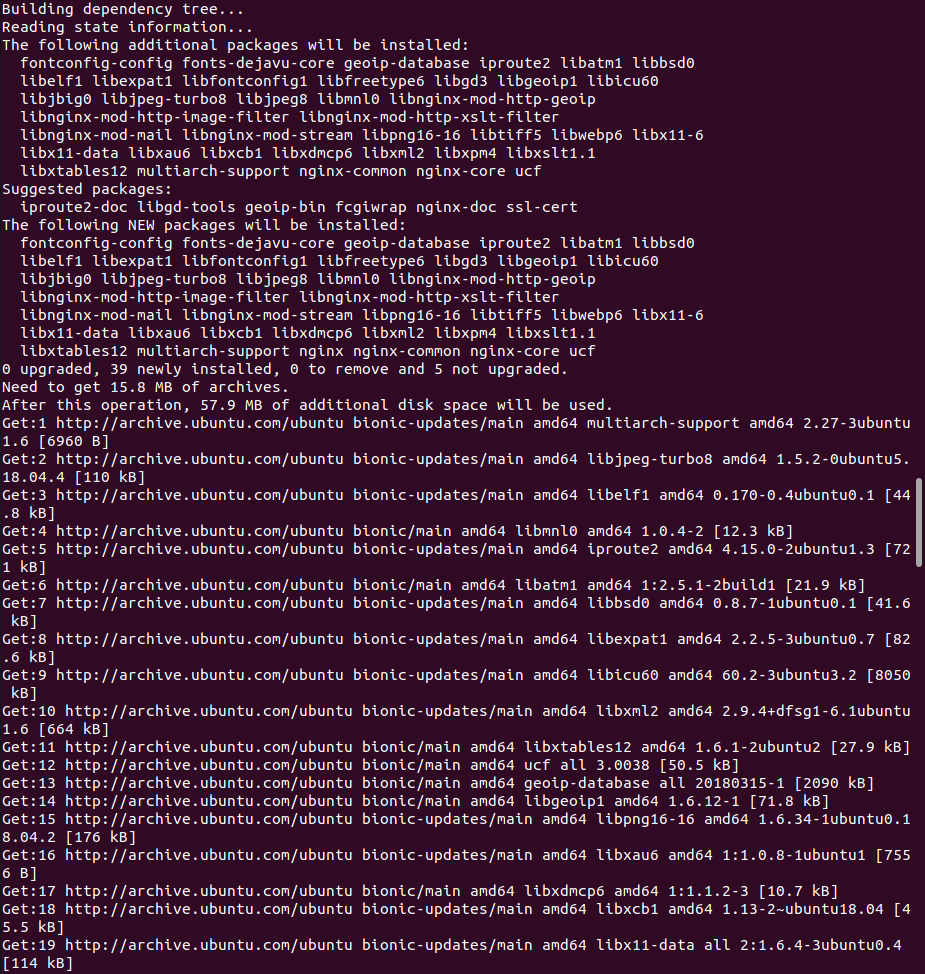 Building dependency tree...
Reading state information...
The following additional packages will be installed:
  fontconfig-config fonts-dejavu-core geoip-database iproute2 libatm1 libbsd0
  libelf1 libexpat1 libfontconfig1 libfreetype6 libgd3 libgeoip1 libicu60
  libjbig0 libjpeg-turbo8 libjpeg8 libmnl0 libnginx-mod-http-geoip
  libnginx-mod-http-image-filter libnginx-mod-http-xslt-filter
  libnginx-mod-mail libnginx-mod-stream libpng16-16 libtiff5 libwebp6 libx11-6
  libx11-data libxau6 libxcb1 libxdmcp6 libxml2 libxpm4 libxslt1.1
  libxtables12 multiarch-support nginx-common nginx-core ucf
Suggested packages:
  iproute2-doc libgd-tools geoip-bin fcgiwrap nginx-doc ssl-cert
The following NEW packages will be installed:
  fontconfig-config fonts-dejavu-core geoip-database iproute2 libatm1 libbsd0
  libelf1 libexpat1 libfontconfig1 libfreetype6 libgd3 libgeoip1 libicu60
  libjbig0 libjpeg-turbo8 libjpeg8 libmnl0 libnginx-mod-http-geoip
  libnginx-mod-http-image-filter libnginx-mod-http-xslt-filter
  libnginx-mod-mail libnginx-mod-stream libpng16-16 libtiff5 libwebp6 libx11-6
  libx11-data libxau6 libxcb1 libxdmcp6 libxml2 libxpm4 libxslt1.1
  libxtables12 multiarch-support nginx nginx-common nginx-core ucf
0 upgraded, 39 newly installed, 0 to remove and 5 not upgraded.
Need to get 15.8 MB of archives.
After this operation, 57.9 MB of additional disk space will be used.
Get:1 http://archive.ubuntu.com/ubuntu bionic-updates/main amd64 multiarch-support amd64 2.27-3ubuntu
1.6 [6960 B]
Get:2 http://archive.ubuntu.com/ubuntu bionic-updates/main amd64 libjpeg-turbo8 amd64 1.5.2-0ubuntu5.
18.04.4 [110 kB]
Get:3 http://archive.ubuntu.com/ubuntu bionic-updates/main amd64 libelf1 amd64 0.170-0.4ubuntu0.1 [44
.8 kB]
Get:4 http://archive.ubuntu.com/ubuntu bionic/main amd64 libmnl0 amd64 1.0.4-2 [12.3 kB]
Get:5 http://archive.ubuntu.com/ubuntu bionic-updates/main amd64 iproute2 amd64 4.15.0-2ubuntu1.3 [72
1 kB]
Get:6 http://archive.ubuntu.com/ubuntu bionic/main amd64 libatm1 amd64 1:2.5.1-2build1 [21.9 kB]
Get:7 http://archive.ubuntu.com/ubuntu bionic-updates/main amd64 libbsd0 amd64 0.8.7-1ubuntu0.1 [41.6
 kB]
Get:8 http://archive.ubuntu.com/ubuntu bionic-updates/main amd64 libexpat1 amd64 2.2.5-3ubuntu0.7 [82
.6 kB]
Get:9 http://archive.ubuntu.com/ubuntu bionic-updates/main amd64 libicu60 amd64 60.2-3ubuntu3.2 [8050
 kB]
Get:10 http://archive.ubuntu.com/ubuntu bionic-updates/main amd64 libxml2 amd64 2.9.4+dfsg1-6.1ubuntu
1.6 [664 kB]
Get:11 http://archive.ubuntu.com/ubuntu bionic/main amd64 libxtables12 amd64 1.6.1-2ubuntu2 [27.9 kB]
Get:12 http://archive.ubuntu.com/ubuntu bionic/main amd64 ucf all 3.0038 [50.5 kB]
Get:13 http://archive.ubuntu.com/ubuntu bionic/main amd64 geoip-database all 20180315-1 [2090 kB]
Get:14 http://archive.ubuntu.com/ubuntu bionic/main amd64 libgeoip1 amd64 1.6.12-1 [71.8 kB]
Get:15 http://archive.ubuntu.com/ubuntu bionic-updates/main amd64 libpng16-16 amd64 1.6.34-1ubuntu0.1
8.04.2 [176 kB]
Get:16 http://archive.ubuntu.com/ubuntu bionic-updates/main amd64 libxau6 amd64 1:1.0.8-1ubuntu1 [755
6 B]
Get:17 http://archive.ubuntu.com/ubuntu bionic/main amd64 libxdmcp6 amd64 1:1.1.2-3 [10.7 kB]
Get:18 http://archive.ubuntu.com/ubuntu bionic-updates/main amd64 libxcb1 amd64 1.13-2~ubuntu18.04 [4
5.5 kB]
Get:19 http://archive.ubuntu.com/ubuntu bionic-updates/main amd64 libx11-data all 2:1.6.4-3ubuntu0.4
[114 kB]